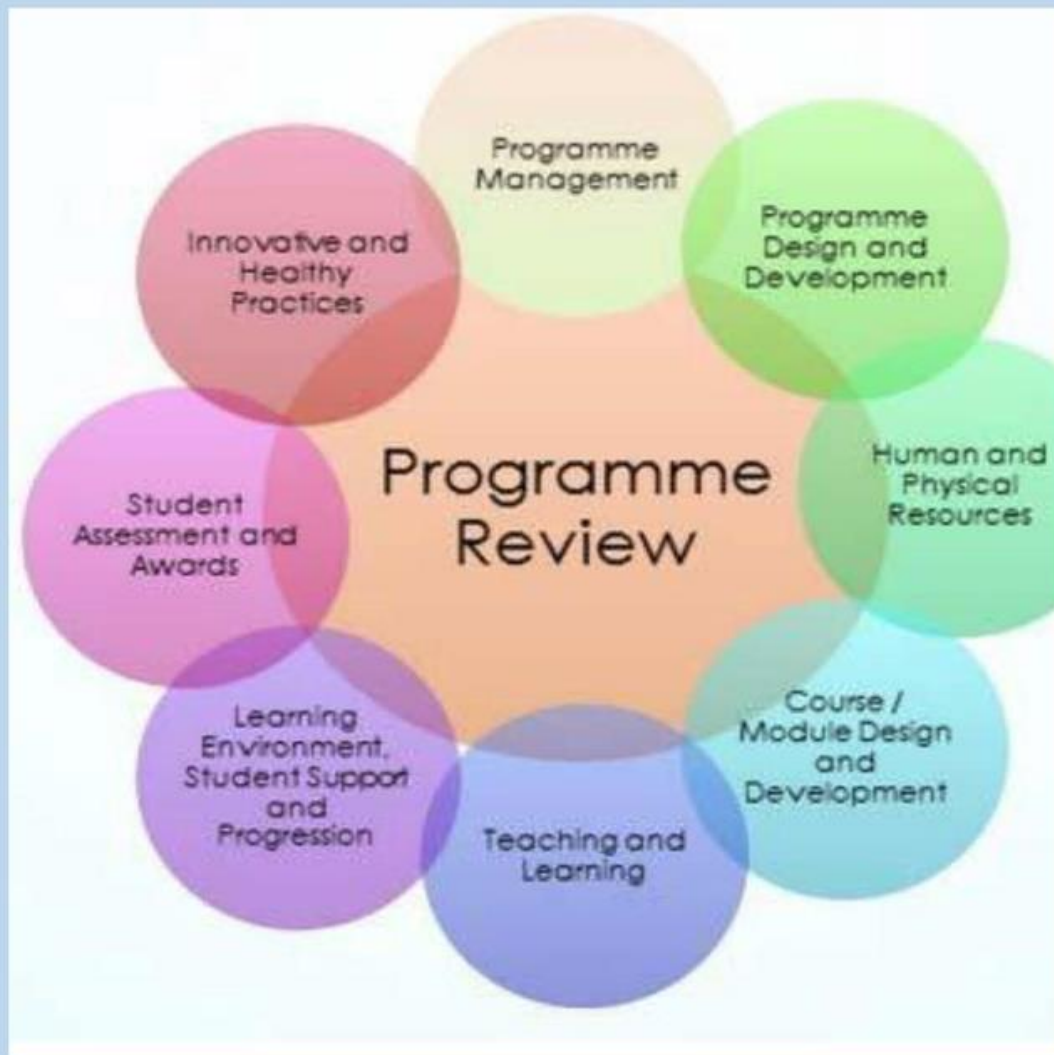 Programme
Management
Programme
Design and
Development
Human and
Physical
Resources
Course /
Module Design
and
Development
Teaching and
Learning
Learning
Environment,
Student Support
and
Progression
Student
Assessment and
Awards
Innovative and
Healthy
Practices
Programme
Review